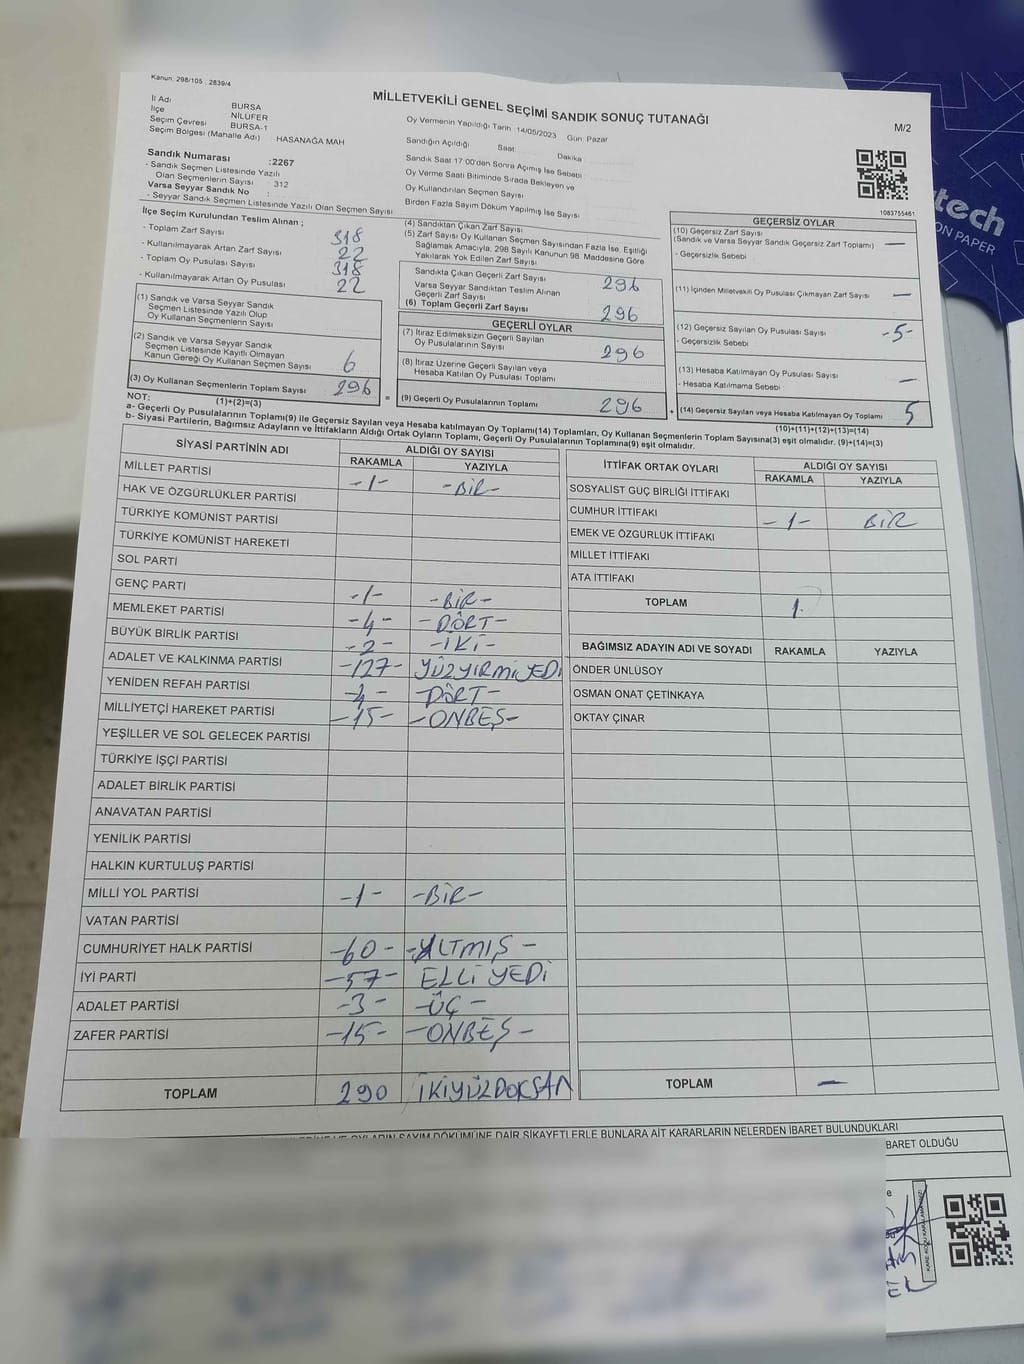 Kanun. 298/105 , 2839/4
MİLLETVEKİLİ GENEL SEÇİMİ SANDIK SONUÇ TUTANAĞI
M/2
İl Adı BURSA
İlçe NİLÜFER
Seçim Çevresi BURSA-1
Seçim Bölgesi (Mahalle Adı) HASANAĞA MAH
Sandık Numarası :2267
- Sandık Seçmen Listesinde Yazılı
Olan Seçmenlerin Sayısı : 312
Varsa Seyyar Sandık No :
- Seyyar Sandık Seçmen Listesinde Yazılı Olan Seçmen Sayısı
Oy Vermenin Yapıldığı Tarih :14/05/2023 Gün: Pazar
Sandığın Açıldığı Saat Dakika
Sandık Saat 17:00'den Sonra Açımış İse Sebebi
Oy Verme Saati Bitiminde Sırada Bekleyen ve
Oy Kullandırılan Seçmen Sayısı
Birden Fazla Sayım Döküm Yapılmış İse Sayısı
1083755461
tech
ON PAPER
İlçe Seçim Kurulundan Teslim Alınan ;
- Toplam Zarf Sayısı 318
- Kullanılmayarak Artan Zarf Sayısı 22
- Toplam Oy Pusulası Sayısı 318
- Kullanılmayarak Artan Oy Pusulası 22
(1) Sandık ve Varsa Seyyar Sandık
Seçmen Listesinde Yazılı Olup
Oy Kullanan Seçmenlerin Sayısı
(2) Sandık ve Varsa Seyyar Sandık
Seçmen Listesinde Kayıtlı Olmayan
Kanun Gereği Oy Kullanan Seçmen Sayısı 6
(3) Oy Kullanan Seçmenlerin Toplam Sayısı 296
(1)+(2)=(3)
(4) Sandıktan Çıkan Zarf Sayısı
(5) Zarf Sayısı Oy Kullanan Seçmen Sayısından Fazla İse, Eşitliği
Sağlamak Amacıyla, 298 Sayılı Kanunun 98. Maddesine Göre
Yakılarak Yok Edilen Zarf Sayısı
Sandıkta Çıkan Geçerli Zarf Sayısı 296
Varsa Seyyar Sandıktan Teslim Alınan
Geçerli Zarf Sayısı
(6) Toplam Geçerli Zarf Sayısı 296
GEÇERLİ OYLAR
(7) İtiraz Edilmeksizin Geçerli Sayılan
Oy Pusulalarının Sayısı 296
(8) İtiraz Üzerine Geçerli Sayılan veya
Hesaba Katılan Oy Pusulası Toplamı
= (9) Geçerli Oy Pusulalarının Toplamı 296
GEÇERSİZ OYLAR
(10) Geçersiz Zarf Sayısı —
(Sandık ve Varsa Seyyar Sandık Geçersiz Zarf Toplamı)
- Geçersizlik Sebebi
(11) İçinden Milletvekili Oy Pusulası Çıkmayan Zarf Sayısı —
(12) Geçersiz Sayılan Oy Pusulası Sayısı -5-
- Geçersizlik Sebebi
(13) Hesaba Katılmayan Oy Pusulası Sayısı —
- Hesaba Katılmama Sebebi
+ (14) Geçersiz Sayılan veya Hesaba Katılmayan Oy Toplamı 5
(10)+(11)+(12)+(13)=(14)
NOT:
a- Geçerli Oy Pusulalarının Toplamı(9) ile Geçersiz Sayılan veya Hesaba katılmayan Oy Toplamı(14) Toplamları, Oy Kullanan Seçmenlerin Toplam Sayısına(3) eşit olmalıdır. (9)+(14)=(3)
b- Siyasi Partilerin, Bağımsız Adayların ve İttifakların Aldığı Ortak Oyların Toplamı, Geçerli Oy Pusulalarının Toplamına(9) eşit olmalıdır.
SİYASİ PARTİNİN ADI ALDIĞI OY SAYISI
RAKAMLA YAZIYLA
MİLLET PARTİSİ -1- -BİR-
HAK VE ÖZGÜRLÜKLER PARTİSİ
TÜRKİYE KOMÜNİST PARTİSİ
TÜRKİYE KOMÜNİST HAREKETİ
SOL PARTİ
GENÇ PARTİ -1- -BİR-
MEMLEKET PARTİSİ -4- -DÖRT-
BÜYÜK BİRLİK PARTİSİ -2- -İKİ-
ADALET VE KALKINMA PARTİSİ -127- YÜZYİRMİYEDİ
YENİDEN REFAH PARTİSİ -4- -DÖRT-
MİLLİYETÇİ HAREKET PARTİSİ -15- -ONBEŞ-
YEŞİLLER VE SOL GELECEK PARTİSİ
TÜRKİYE İŞÇİ PARTİSİ
ADALET BİRLİK PARTİSİ
ANAVATAN PARTİSİ
YENİLİK PARTİSİ
HALKIN KURTULUŞ PARTİSİ
MİLLİ YOL PARTİSİ -1- -BİR-
VATAN PARTİSİ
CUMHURİYET HALK PARTİSİ -60- -ALTMIŞ-
İYİ PARTİ -57- ELLİ YEDİ
ADALET PARTİSİ -3- -ÜÇ-
ZAFER PARTİSİ -15- -ONBEŞ-
TOPLAM 290 İKİYÜZDOKSAN
İTTİFAK ORTAK OYLARI ALDIĞI OY SAYISI
RAKAMLA YAZIYLA
SOSYALİST GÜÇ BİRLİĞİ İTTİFAKI
CUMHUR İTTİFAKI -1- BİR
EMEK VE ÖZGÜRLÜK İTTİFAKI
MİLLET İTTİFAKI
ATA İTTİFAKI
TOPLAM 1
BAĞIMSIZ ADAYIN ADI VE SOYADI RAKAMLA YAZIYLA
ÖNDER ÜNLÜSOY
OSMAN ONAT ÇETİNKAYA
OKTAY ÇINAR
TOPLAM —
OYLARIN SAYIM DÖKÜMÜNE DAİR ŞİKAYETLERLE BUNLARA AİT KARARLARIN NELERDEN İBARET BULUNDUKLARI
BARET OLDUĞU